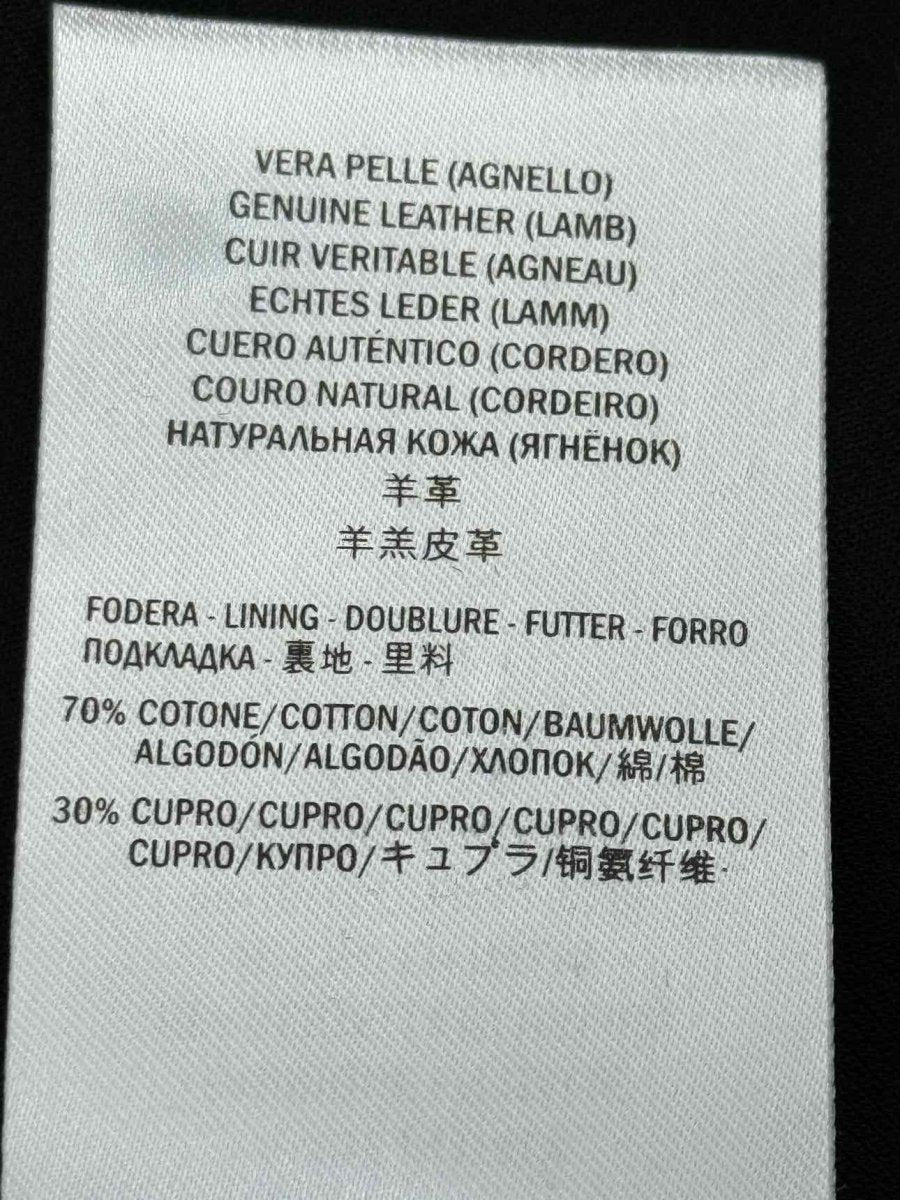 VERA PELLE (AGNELLO)
GENUINE LEATHER (LAMB)
CUIR VERITABLE (AGNEAU)
ECHTES LEDER (LAMM)
CUERO AUTÉNTICO (CORDERO)
COURO NATURAL (CORDEIRO)
НАТУРАЛЬНАЯ КОЖА (ЯГНЁНОК)
羊革
羊羔皮革
FODERA - LINING - DOUBLURE - FUTTER - FORRO
ПОДКЛАДКА - 裏地 - 里料
70% COTONE/COTTON/COTON/BAUMWOLLE/
ALGODÓN/ALGODÃO/ХЛОПОК/綿/棉
30% CUPRO/CUPRO/CUPRO/CUPRO/CUPRO/
CUPRO/КУПРО/キュプラ/铜氨纤维